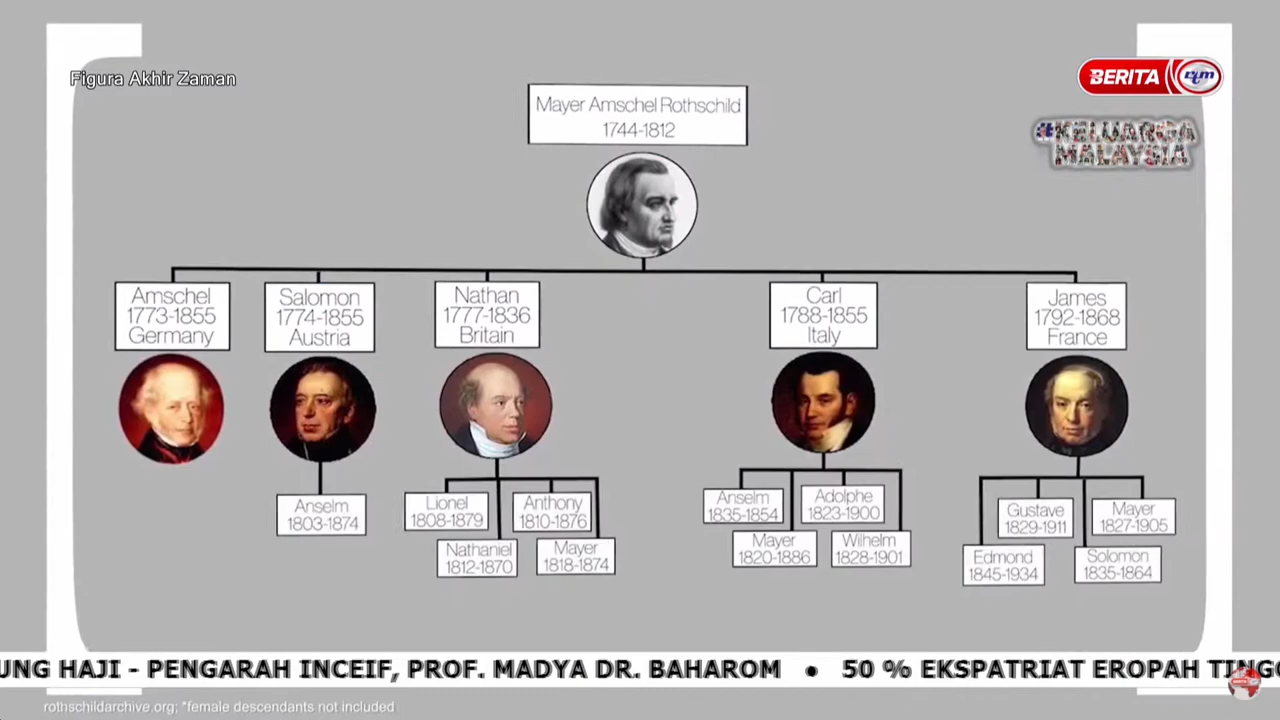 Figura Akhir Zaman
BERITA rtm
#KELUARGA
MALAYSIA
Mayer Amschel Rothschild
1744-1812
Amschel
1773-1855
Germany
Salomon
1774-1855
Austria
Nathan
1777-1836
Britain
Carl
1788-1855
Italy
James
1792-1868
France
Anselm
1803-1874
Lionel
1808-1879
Anthony
1810-1876
Nathaniel
1812-1870
Mayer
1818-1874
Anselm
1835-1854
Adolphe
1823-1900
Mayer
1820-1886
Wilhelm
1828-1901
Gustave
1829-1911
Mayer
1827-1905
Edmond
1845-1934
Solomon
1835-1864
UNG HAJI - PENGARAH INCEIF, PROF. MADYA DR. BAHAROM • 50 % EKSPATRIAT EROPAH TINGG
rothschildarchive.org; *female descendants not included